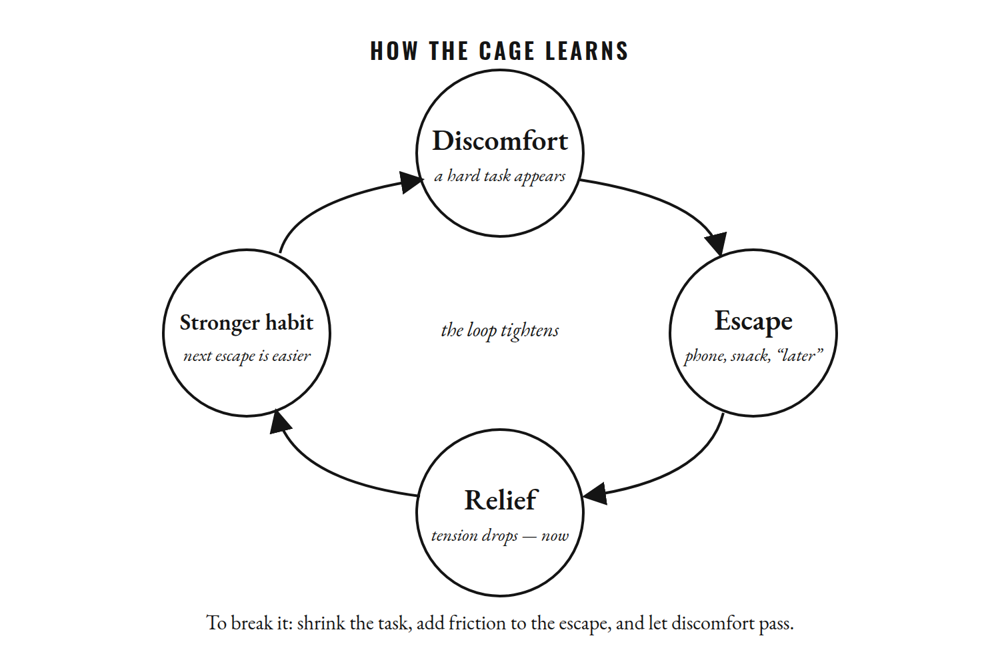 HOW THE CAGE LEARNS
Discomfort
a hard task appears
Stronger habit
next escape is easier
the loop tightens
Escape
phone, snack, “later”
Relief
tension drops — now
To break it: shrink the task, add friction to the escape, and let discomfort pass.